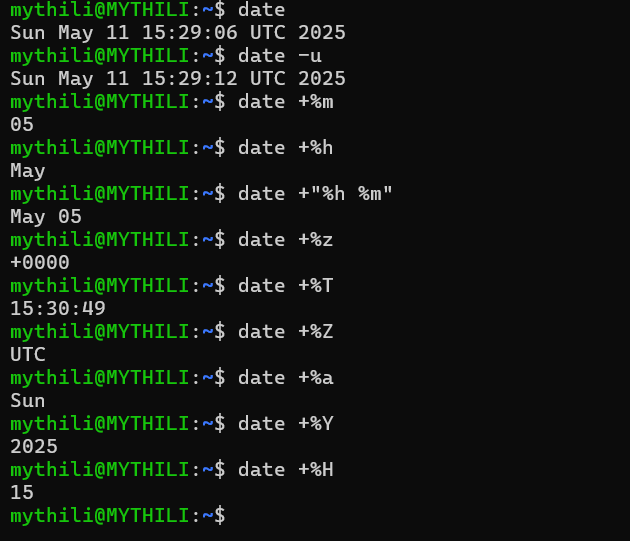 mythili@MYTHILI:~$ date
Sun May 11 15:29:06 UTC 2025
mythili@MYTHILI:~$ date -u
Sun May 11 15:29:12 UTC 2025
mythili@MYTHILI:~$ date +%m
05
mythili@MYTHILI:~$ date +%h
May
mythili@MYTHILI:~$ date +"%h %m"
May 05
mythili@MYTHILI:~$ date +%z
+0000
mythili@MYTHILI:~$ date +%T
15:30:49
mythili@MYTHILI:~$ date +%Z
UTC
mythili@MYTHILI:~$ date +%a
Sun
mythili@MYTHILI:~$ date +%Y
2025
mythili@MYTHILI:~$ date +%H
15
mythili@MYTHILI:~$